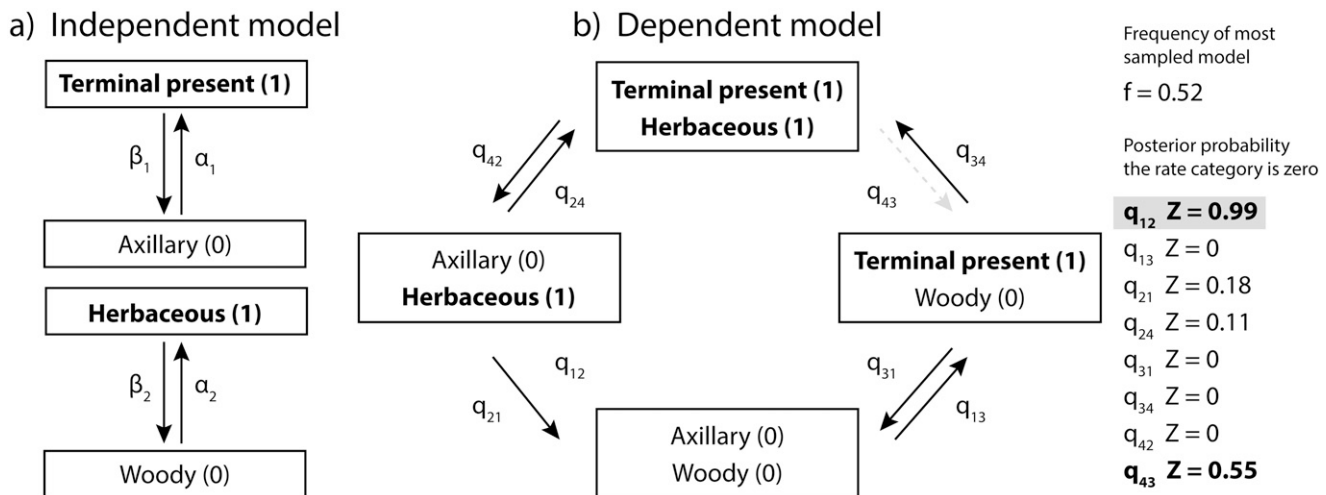 a) Independent model
Terminal present (1)
β₁
α₁
Axillary (0)
Herbaceous (1)
β₂
α₂
Woody (0)
b) Dependent model
Terminal present (1)
Herbaceous (1)
q₄₂
q₂₄
q₃₄
q₄₃
Axillary (0)
Herbaceous (1)
Terminal present (1)
Woody (0)
q₁₂
q₂₁
q₃₁
q₁₃
Axillary (0)
Woody (0)
Frequency of most
sampled model
f = 0.52
Posterior probability
the rate category is zero
q₁₂ Z = 0.99
q₁₃ Z = 0
q₂₁ Z = 0.18
q₂₄ Z = 0.11
q₃₁ Z = 0
q₃₄ Z = 0
q₄₂ Z = 0
q₄₃ Z = 0.55